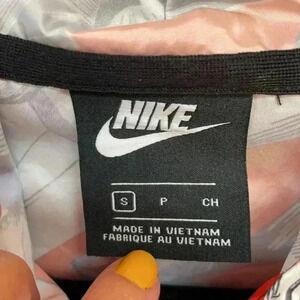 NIKE
S P CH
MADE IN VIETNAM
FABRIQUE AU VIETNAM